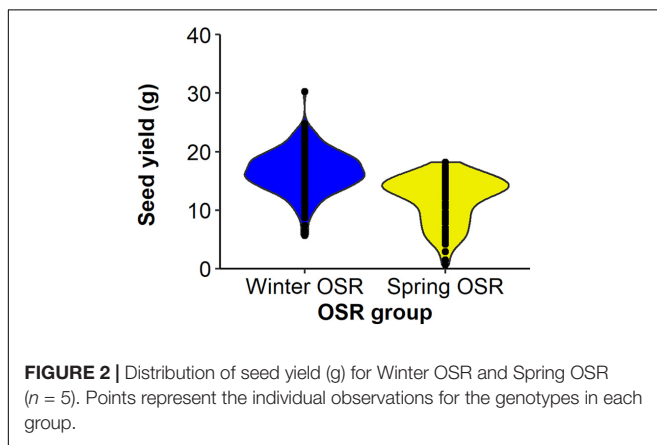 40
30
20
10
0
Seed yield (g)
Winter OSR Spring OSR
OSR group
FIGURE 2 | Distribution of seed yield (g) for Winter OSR and Spring OSR
(n = 5). Points represent the individual observations for the genotypes in each
group.